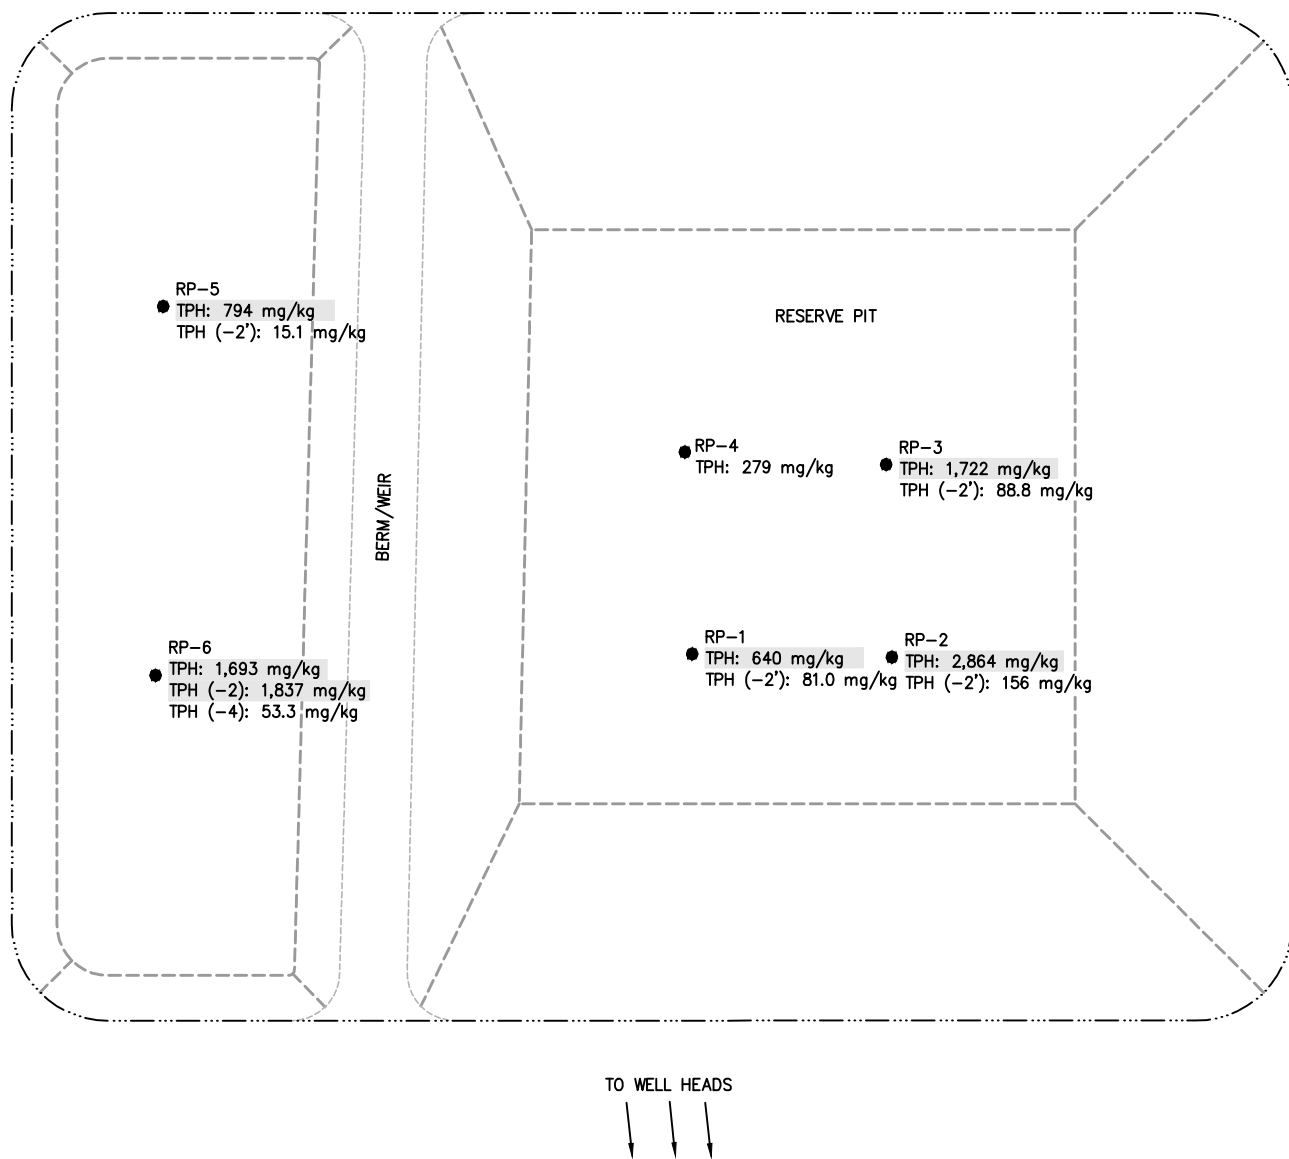 RP-5
TPH: 794 mg/kg
TPH (-2'): 15.1 mg/kg
RESERVE PIT
RP-4
TPH: 279 mg/kg
RP-3
TPH: 1,722 mg/kg
TPH (-2'): 88.8 mg/kg
BERM/WEIR
RP-6
TPH: 1,693 mg/kg
TPH (-2): 1,837 mg/kg
TPH (-4): 53.3 mg/kg
RP-1
TPH: 640 mg/kg
TPH (-2'): 81.0 mg/kg
RP-2
TPH: 2,864 mg/kg
TPH (-2'): 156 mg/kg
TO WELL HEADS